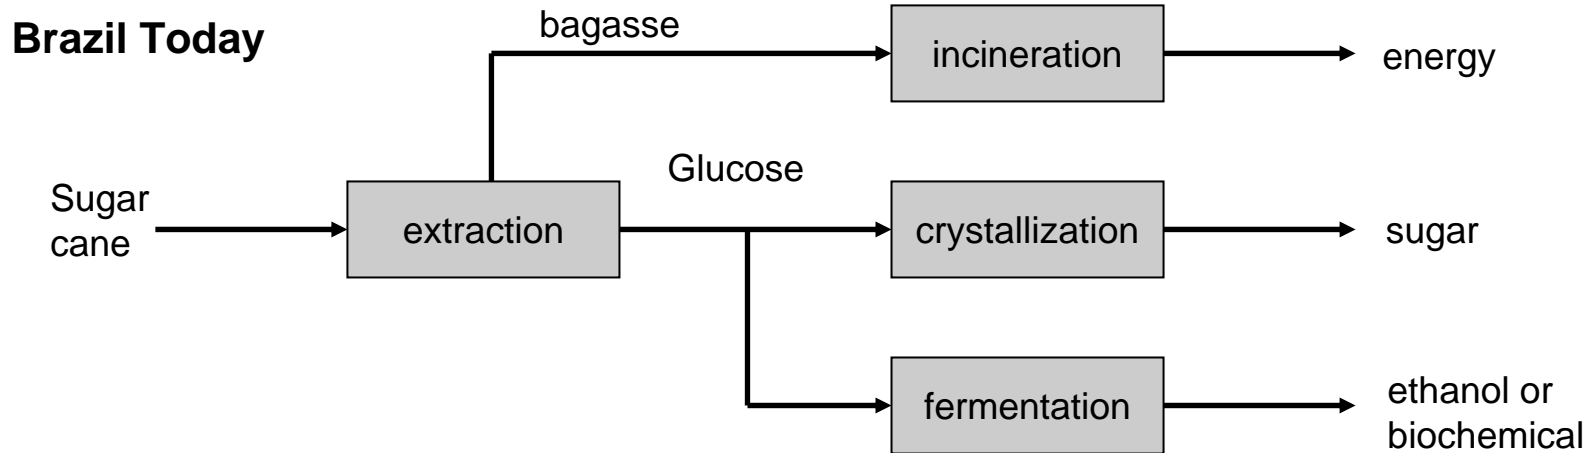 Brazil Today
bagasse
incineration
energy
Glucose
Sugar
cane
extraction
crystallization
sugar
fermentation
ethanol or
biochemical